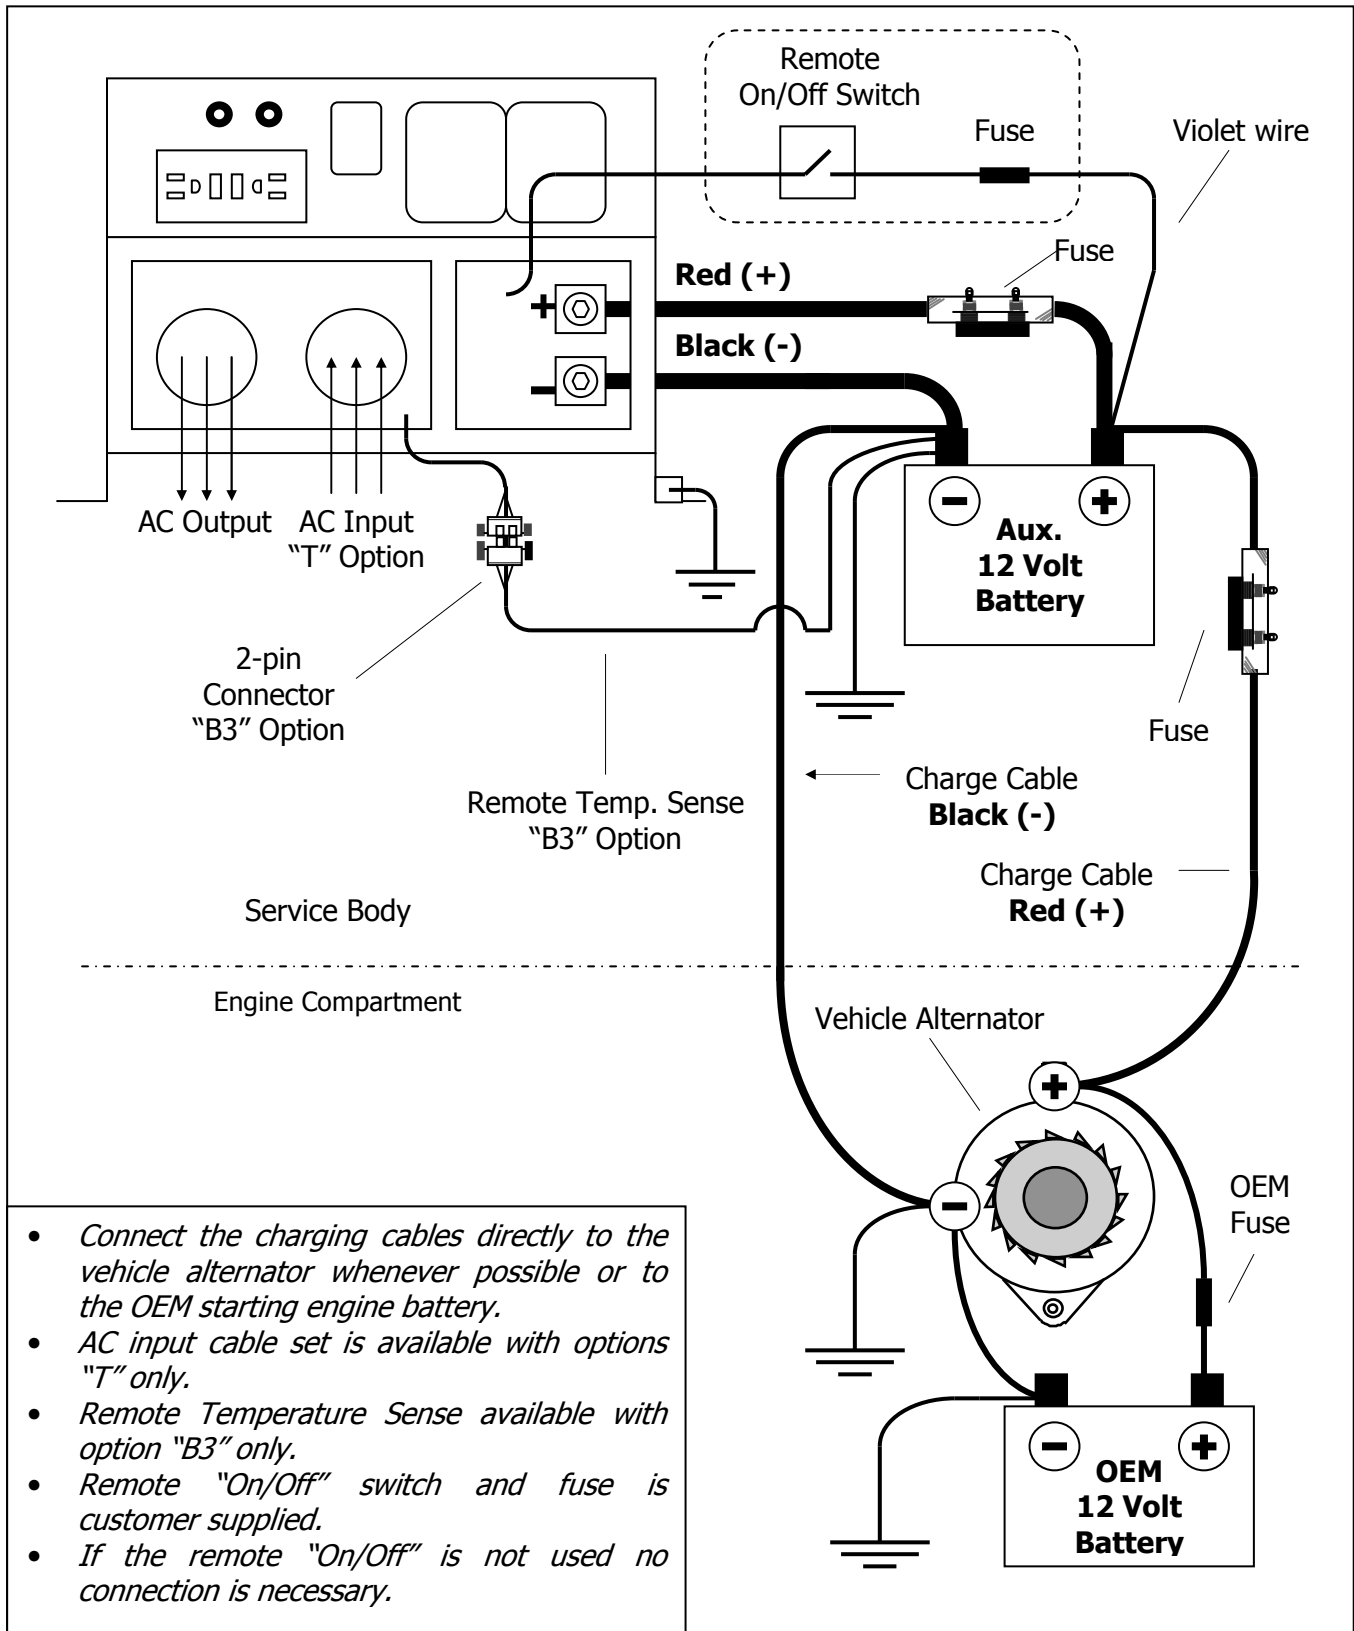 Remote
On/Off Switch
Fuse
Violet wire
Fuse
Red (+)
Black (-)
+
-
AC Output
AC Input
“T” Option
- +
Aux.
12 Volt
Battery
2-pin
Connector
“B3” Option
Fuse
Remote Temp. Sense
“B3” Option
Charge Cable
Black (-)
Charge Cable
Red (+)
Service Body
Engine Compartment
Vehicle Alternator
+
-
OEM
Fuse
- +
OEM
12 Volt
Battery
• Connect the charging cables directly to the
vehicle alternator whenever possible or to
the OEM starting engine battery.
• AC input cable set is available with options
“T” only.
• Remote Temperature Sense available with
option “B3” only.
• Remote “On/Off” switch and fuse is
customer supplied.
• If the remote “On/Off” is not used no
connection is necessary.